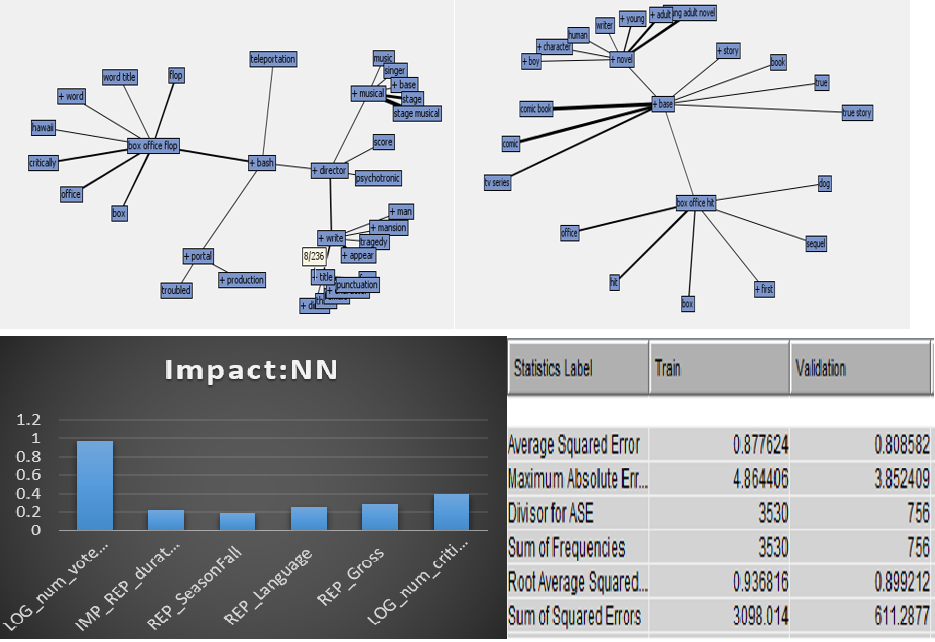 teleportation
flop
word title
+ word
hawaii
critically
office
box
box office flop
+ bash
+ portal
troubled
+ production
+ director
+ musical
music
singer
+ base
stage
stage musical
score
psychotronic
+ write
+ man
+ mansion
tragedy
+ appear
8/236
+ title
punctuation
+ novel
+ boy
+ character
human
writer
+ young
+ adult
ng adult novel
+ base
+ story
book
true
true story
comic book
comic
tv series
box office hit
office
hit
box
+ first
sequel
dog
Impact:NN
1.2
1
0.8
0.6
0.4
0.2
0
LOG_num_vote...
IMP_REP_durat...
REP_SeasonFall
REP_Language
REP_Gross
LOG_num_criti...
Statistics Label Train Validation
Average Squared Error 0.877624 0.808582
Maximum Absolute Err... 4.864406 3.852409
Divisor for ASE 3530 756
Sum of Frequencies 3530 756
Root Average Squared... 0.936816 0.899212
Sum of Squared Errors 3098.014 611.2877